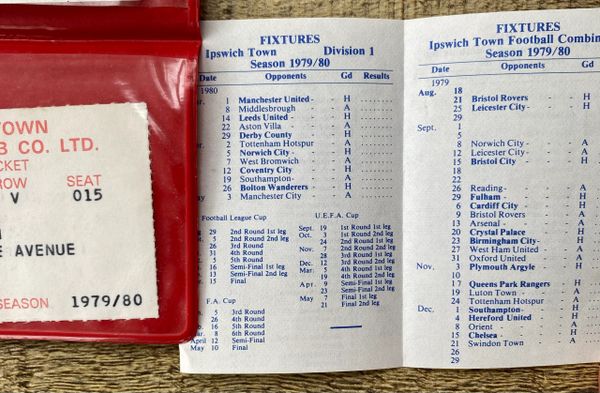 TOWN
B CO. LTD.
CKET
ROW SEAT
V 015
E AVENUE
SEASON 1979/80
FIXTURES
Ipswich Town Division 1
Season 1979/80
Date Opponents Gd Results
1980
1 Manchester United - H
8 Middlesbrough - A
14 Leeds United - H
22 Aston Villa - A
29 Derby County - H
2 Tottenham Hotspur A
5 Norwich City - H
7 West Bromwich A
12 Coventry City H
19 Southampton - A
26 Bolton Wanderers H
3 Manchester City A
Football League Cup
29 2nd Round 1st leg
5 2nd Round 2nd leg
26 3rd Round
31 4th Round
5 5th Round
16 Semi-Final 1st leg
13 Semi-Final 2nd leg
15 Final
F.A. Cup
5 3rd Round
26 4th Round
16 5th Round
8 6th Round
April 12 Semi-Final
May 10 Final
U.E.F.A. Cup
Sept. 19 1st Round 1st leg
Oct. 3 1st Round 2nd leg
24 2nd Round 1st leg
Nov. 7 2nd Round 2nd leg
28 3rd Round 1st leg
Dec. 12 3rd Round 2nd leg
Mar. 5 4th Round 1st leg
19 4th Round 2nd leg
Apr. 9 Semi-Final 1st leg
23 Semi-Final 2nd leg
May 7 Final 1st leg
21 Final 2nd leg
FIXTURES
Ipswich Town Football Combin
Season 1979/80
Date Opponents Gd
1979
Aug. 18
21 Bristol Rovers - H
25 Leicester City - H
29
Sept. 1
5
8 Norwich City - A
12 Leicester City - A
15 Bristol City - H
26 Reading - A
29 Fulham - H
6 Cardiff City - H
9 Bristol Rovers A
13 Arsenal - A
20 Crystal Palace H
23 Birmingham City - H
27 West Ham United A
31 Oxford United A
Nov. 3 Plymouth Argyle - H
10
17 Queens Park Rangers - H
19 Luton Town - A
24 Tottenham Hotspur A
Dec. 1 Southampton - H
4 Hereford United - H
8 Orient - A
15 Chelsea - H
21 Swindon Town - A
26
29